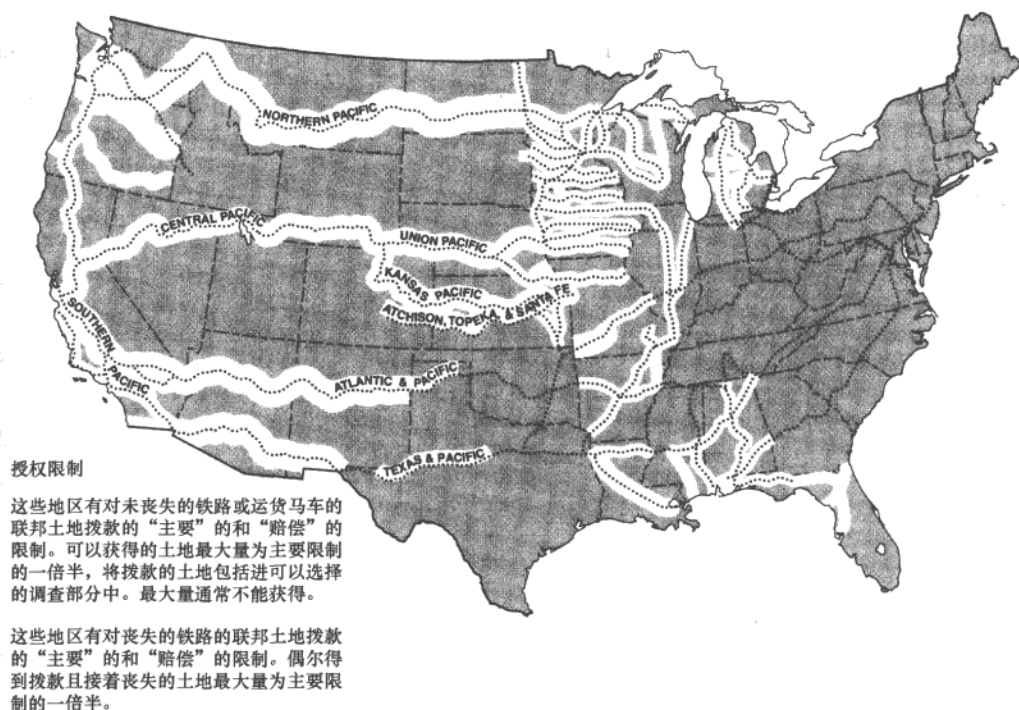 NORTHERN PACIFIC
CENTRAL PACIFIC
UNION PACIFIC
KANSAS PACIFIC
ATCHISON, TOPEKA, & SANTA FE
SOUTHERN PACIFIC
ATLANTIC & PACIFIC
TEXAS & PACIFIC
授权限制
这些地区有对未丧失的铁路或运货马车的
联邦土地拨款的“主要”的和“赔偿”的
限制。可以获得的土地最大量为主要限制
的一倍半，将拨款的土地包括进可以选择
的调查部分中。最大量通常不能获得。
这些地区有对丧失的铁路的联邦土地拨款
的“主要”的和“赔偿”的限制。偶尔得
到拨款且接着丧失的土地最大量为主要限
制的一倍半。